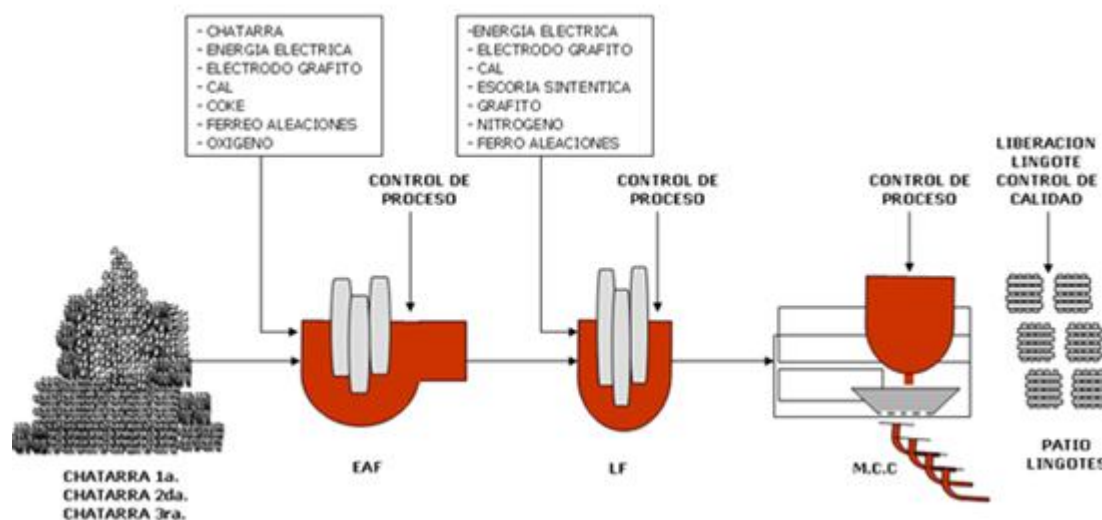 - CHATARRA
- ENERGIA ELECTRICA
- ELECTRODO GRAFITO
- CAL
- COKE
- FERREO ALEACIONES
- OXIGENO
-ENERGIA ELECTRICA
- ELECTRODO GRAFITO
- CAL
- ESCORIA SINTETICA
- GRAFITO
- NITROGENO
- FERRO ALEACIONES
CONTROL DE
PROCESO
CONTROL DE
PROCESO
CONTROL DE
PROCESO
LIBERACION
LINGOTE
CONTROL DE
CALIDAD
CHATARRA 1a.
CHATARRA 2da.
CHATARRA 3ra.
EAF
LF
M.C.C
PATIO
LINGOTES